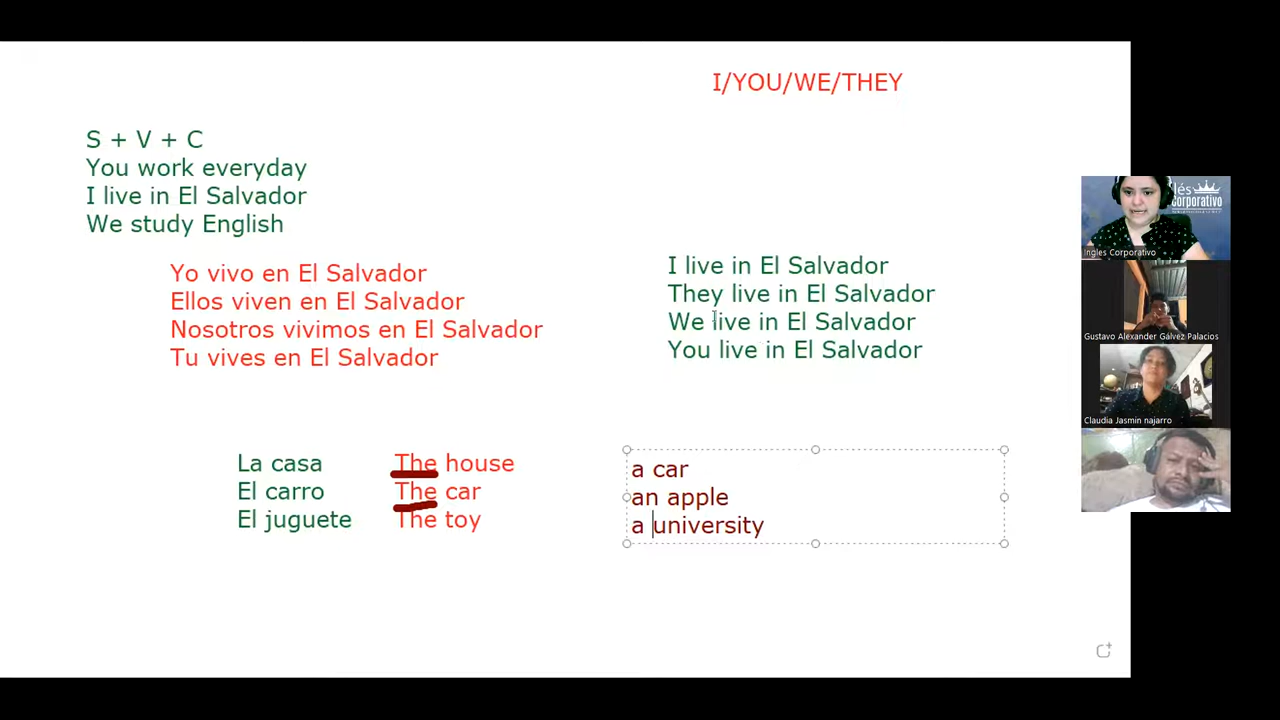 I/YOU/WE/THEY
S + V + C
You work everyday
I live in El Salvador
We study English
Yo vivo en El Salvador
Ellos viven en El Salvador
Nosotros vivimos en El Salvador
Tu vives en El Salvador
I live in El Salvador
They live in El Salvador
We live in El Salvador
You live in El Salvador
La casa
El carro
El juguete
The house
The car
The toy
a car
an apple
a university
lés
corporativo
Ingles Corporativo
Gustavo Alexander Gálvez Palacios
Claudia Jasmin najarro